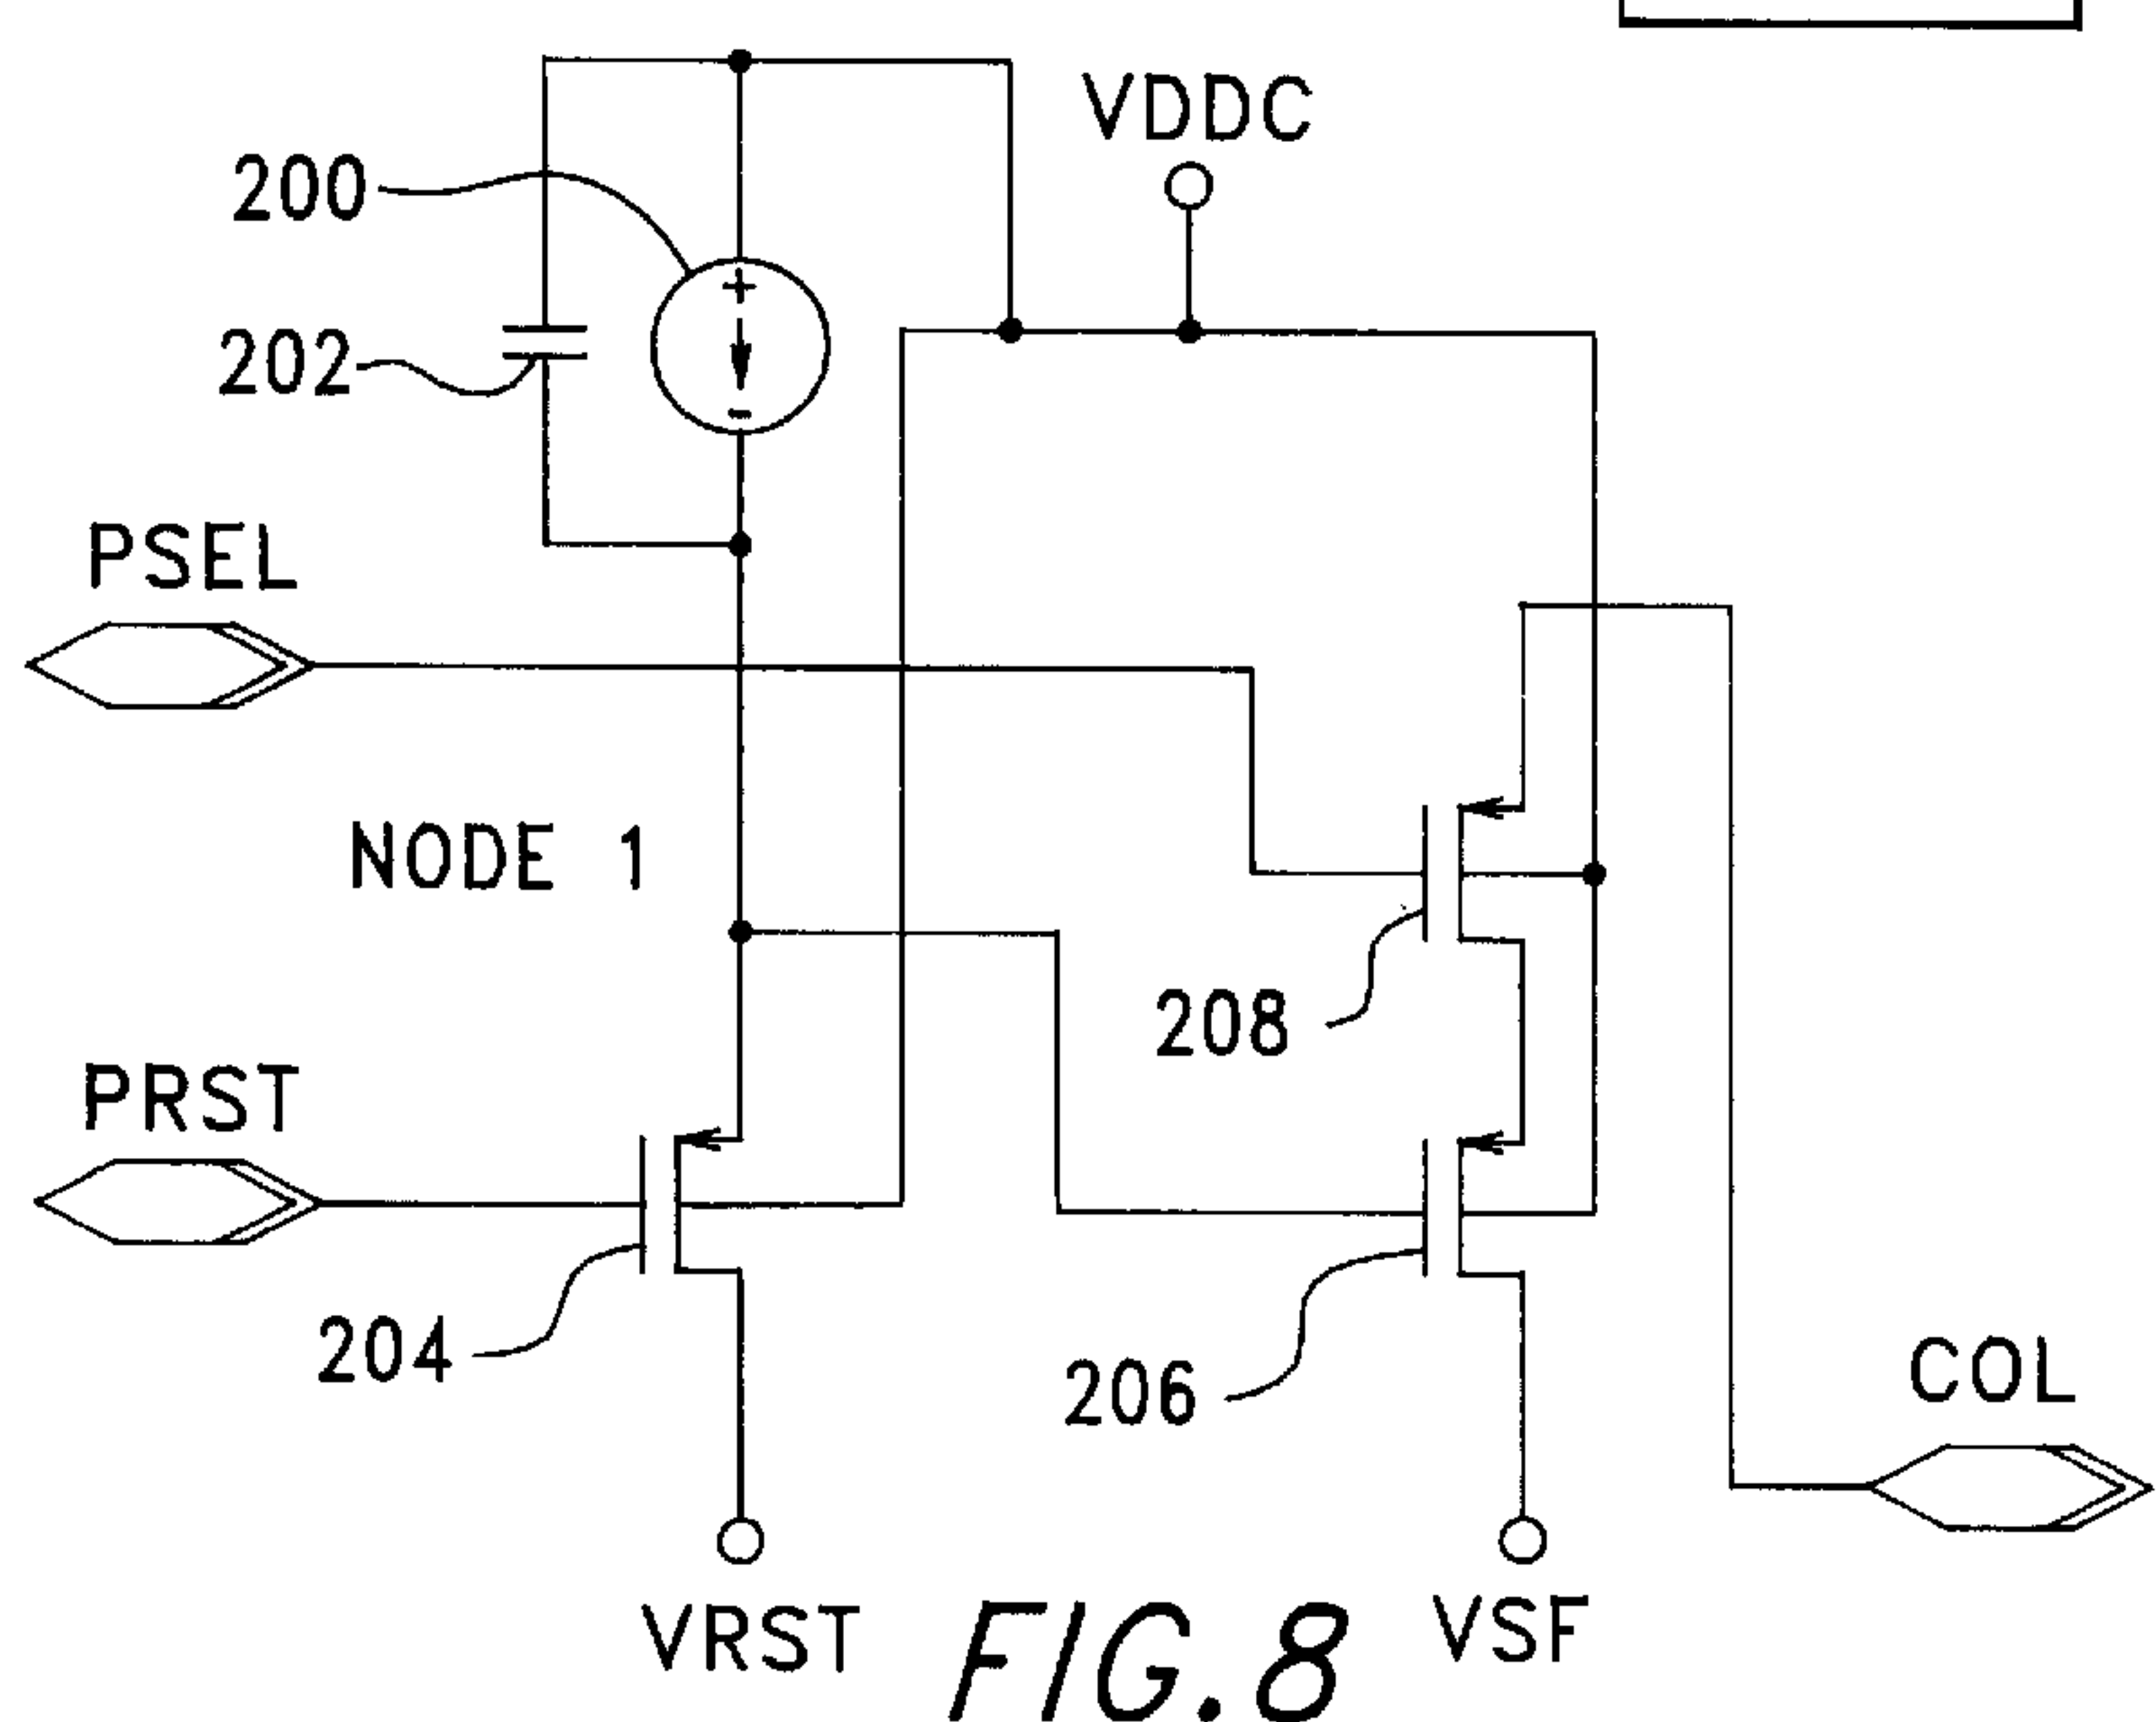 VDDC
200
202
PSEL
NODE 1
208
PRST
204
206
COL
VRST
VSF
FIG.8